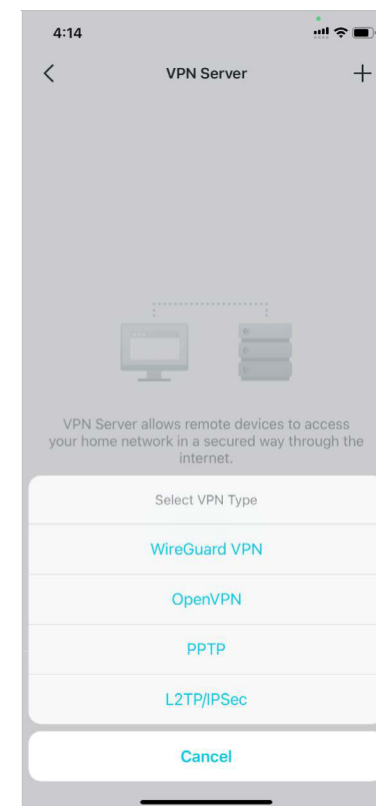 4:14
VPN Server
+
VPN Server allows remote devices to access
your home network in a secured way through the
internet.
Select VPN Type
WireGuard VPN
OpenVPN
PPTP
L2TP/IPSec
Cancel